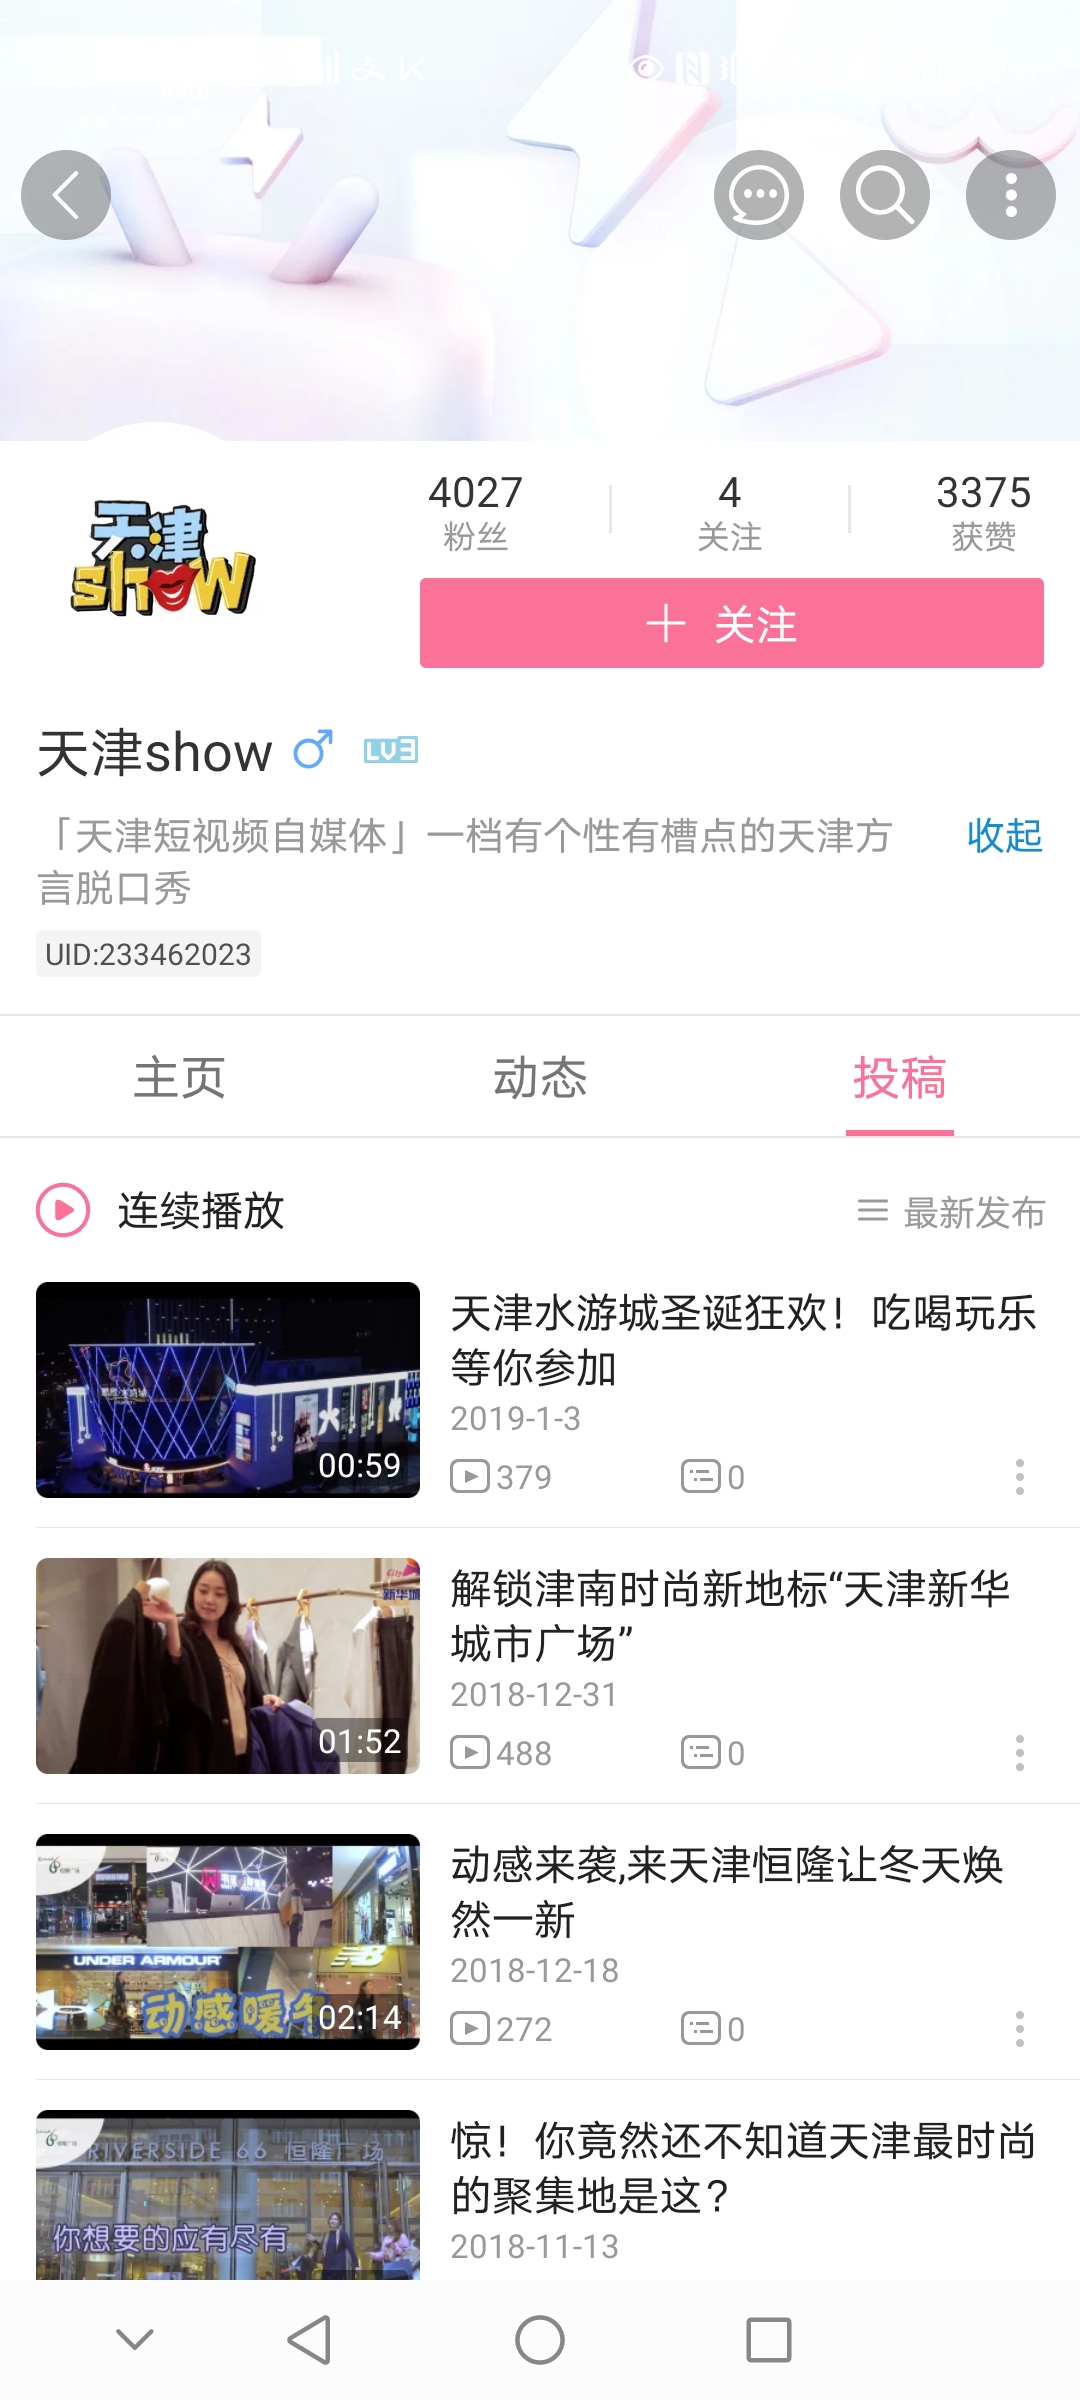 天津
show
4027
粉丝
4
关注
3375
获赞
关注
天津show
LV3
「天津短视频自媒体」一档有个性有槽点的天津方
言脱口秀
收起
UID:233462023
主页
动态
投稿
连续播放
最新发布
天津水游城圣诞狂欢！吃喝玩乐
等你参加
2019-1-3
379
0
00:59
解锁津南时尚新地标“天津新华
城市广场”
2018-12-31
488
0
City
新华城
01:52
动感来袭,来天津恒隆让冬天焕
然一新
2018-12-18
272
0
UNDER ARMOUR
动感暖冬
02:14
惊！你竟然还不知道天津最时尚
的聚集地是这？
2018-11-13
RIVERSIDE 66 恒隆广场
你想要的应有尽有